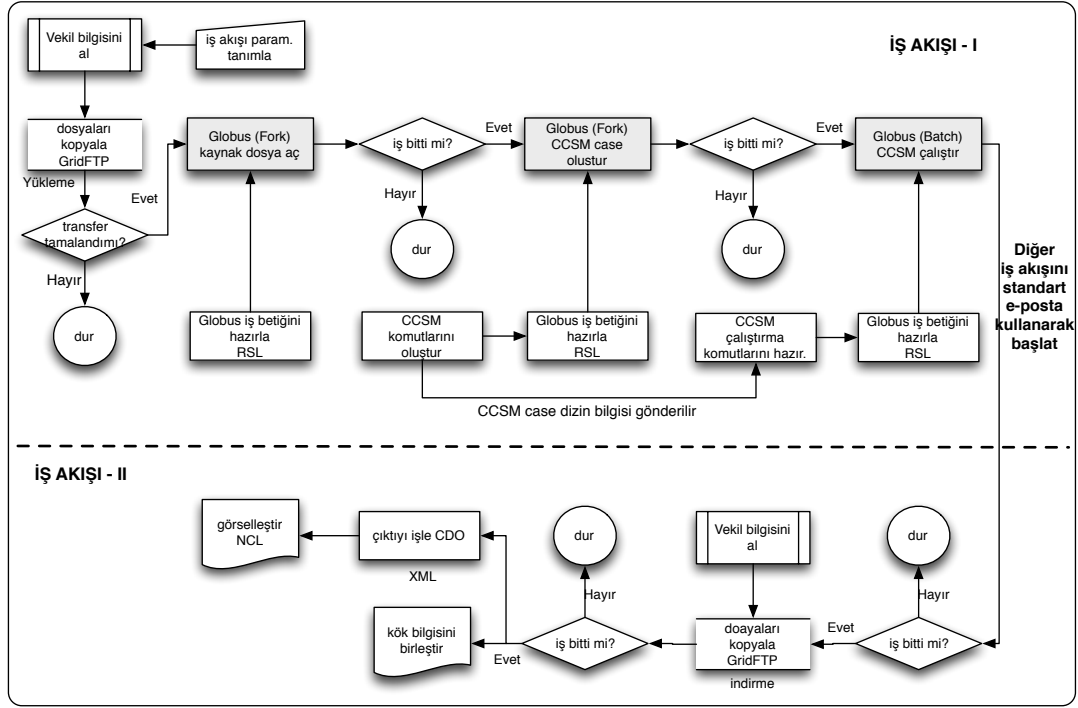 Vekil bilgisini
al
iş akışı param.
tanımla
İŞ AKIŞI - I
dosyaları
kopyala
GridFTP
Yükleme
Globus (Fork)
kaynak dosya aç
iş bitti mi?
Evet
Globus (Fork)
CCSM case
olustur
iş bitti mi?
Evet
Globus (Batch)
CCSM çalıştır
Evet
transfer
tamalandımı?
Hayır
dur
Hayır
dur
Hayır
dur
Globus iş betiğini
hazırla
RSL
CCSM
komutlarını
oluştur
Globus iş betiğini
hazırla
RSL
CCSM
çalıştırma
komutlarını hazır.
Globus iş betiğini
hazırla
RSL
Diğer
iş akışını
standart
e-posta
kullanarak
başlat
CCSM case dizin bilgisi gönderilir
İŞ AKIŞI - II
görselleştir
NCL
çıktıyı işle CDO
XML
dur
Hayır
Vekil bilgisini
al
dur
Hayır
kök bilgisini
birleştir
Evet
iş bitti mi?
doayaları
kopyala
GridFTP
indirme
Evet
iş bitti mi?